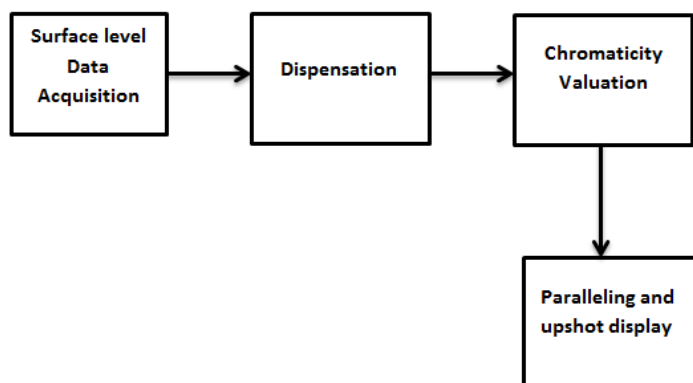 Surface level
Data
Acquisition
Dispensation
Chromaticity
Valuation
Paralleling and
upshot display